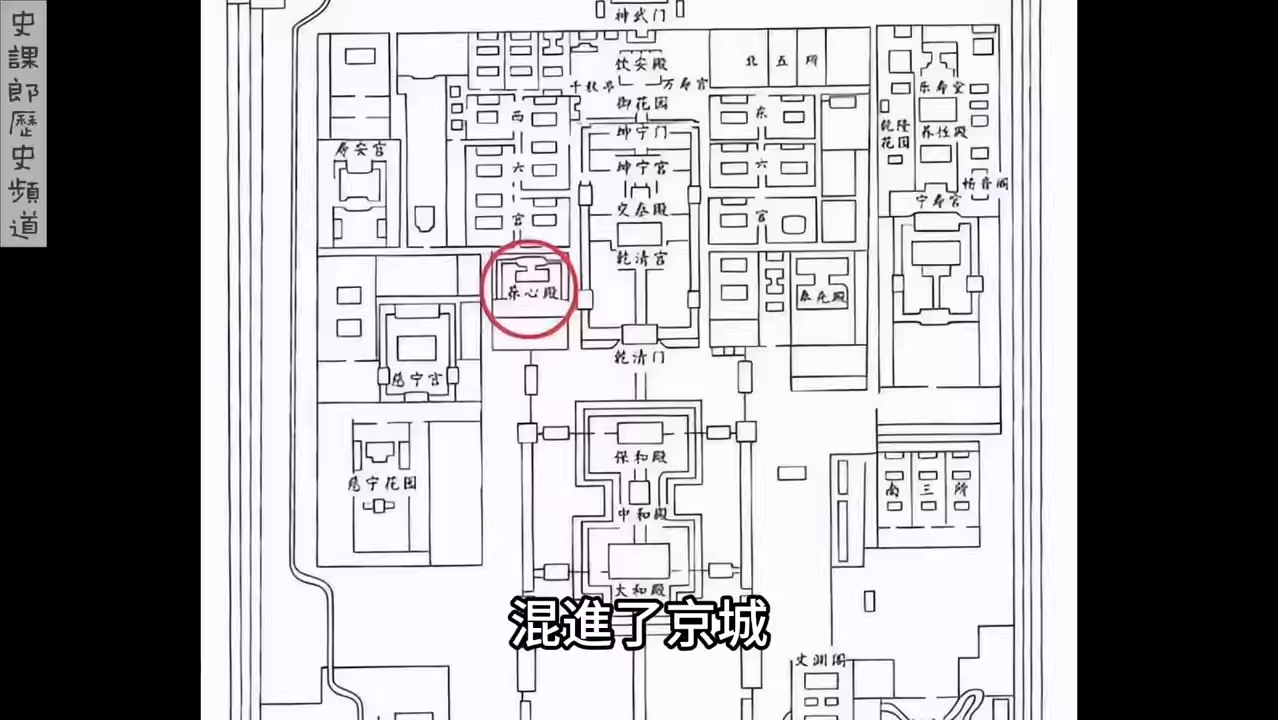 史課郎歷史頻道
神武门
钦安殿
北五所
千秋亭
万寿宫
御花园
乐寿堂
乾隆
花园
养性殿
坤宁门
西六宫
东六宫
寿安宫
坤宁宫
交泰殿
畅音阁
宁寿宫
乾清宫
养心殿
奉先殿
乾清门
慈宁宫
保和殿
慈宁花园
南三所
中和殿
太和殿
混進了京城
文渊阁